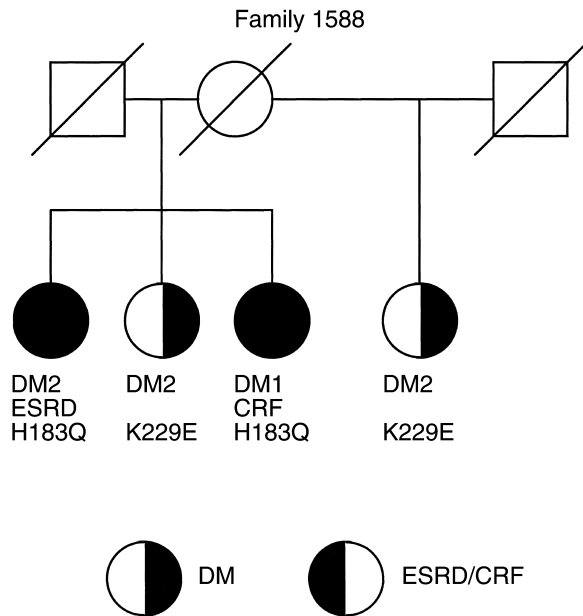 Family 1588
DM2 DM2 DM1 DM2
ESRD CRF
H183Q K229E H183Q K229E
DM ESRD/CRF